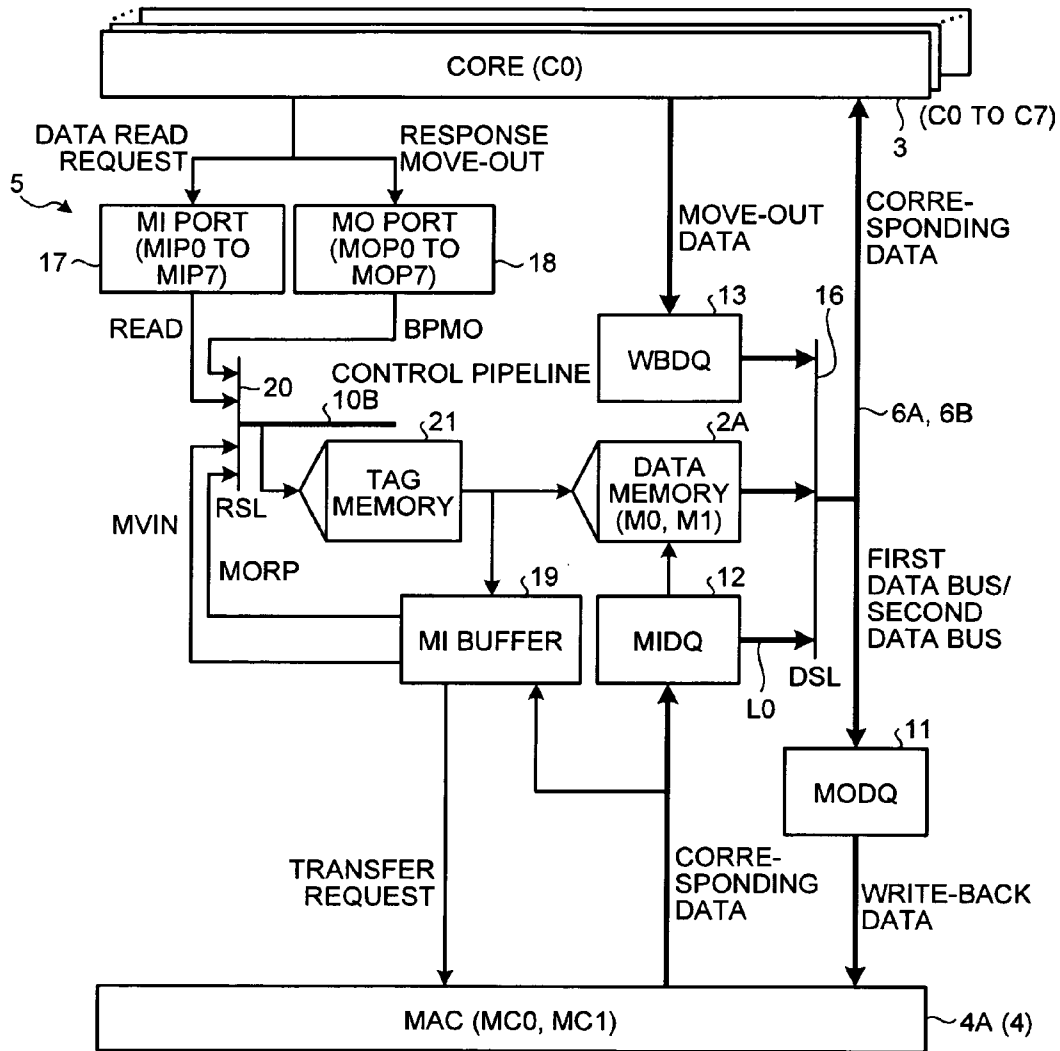 CORE (C0)
(C0 TO C7)
3
DATA READ
REQUEST
RESPONSE
MOVE-OUT
5
MI PORT
(MIP0 TO
MIP7)
17
MO PORT
(MOP0 TO
MOP7)
18
MOVE-OUT
DATA
CORRE-
SPONDING
DATA
READ
BPMO
13
WBDQ
16
20
CONTROL PIPELINE
10B
6A, 6B
21
TAG
MEMORY
2A
DATA
MEMORY
(M0, M1)
RSL
MVIN
MORP
19
MI BUFFER
12
MIDQ
L0
DSL
FIRST
DATA BUS/
SECOND
DATA BUS
11
MODQ
TRANSFER
REQUEST
CORRE-
SPONDING
DATA
WRITE-BACK
DATA
MAC (MC0, MC1)
4A (4)